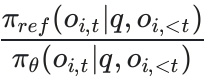 π_ref(o_{i,t}|q, o_{i,<t})
π_θ(o_{i,t}|q, o_{i,<t})